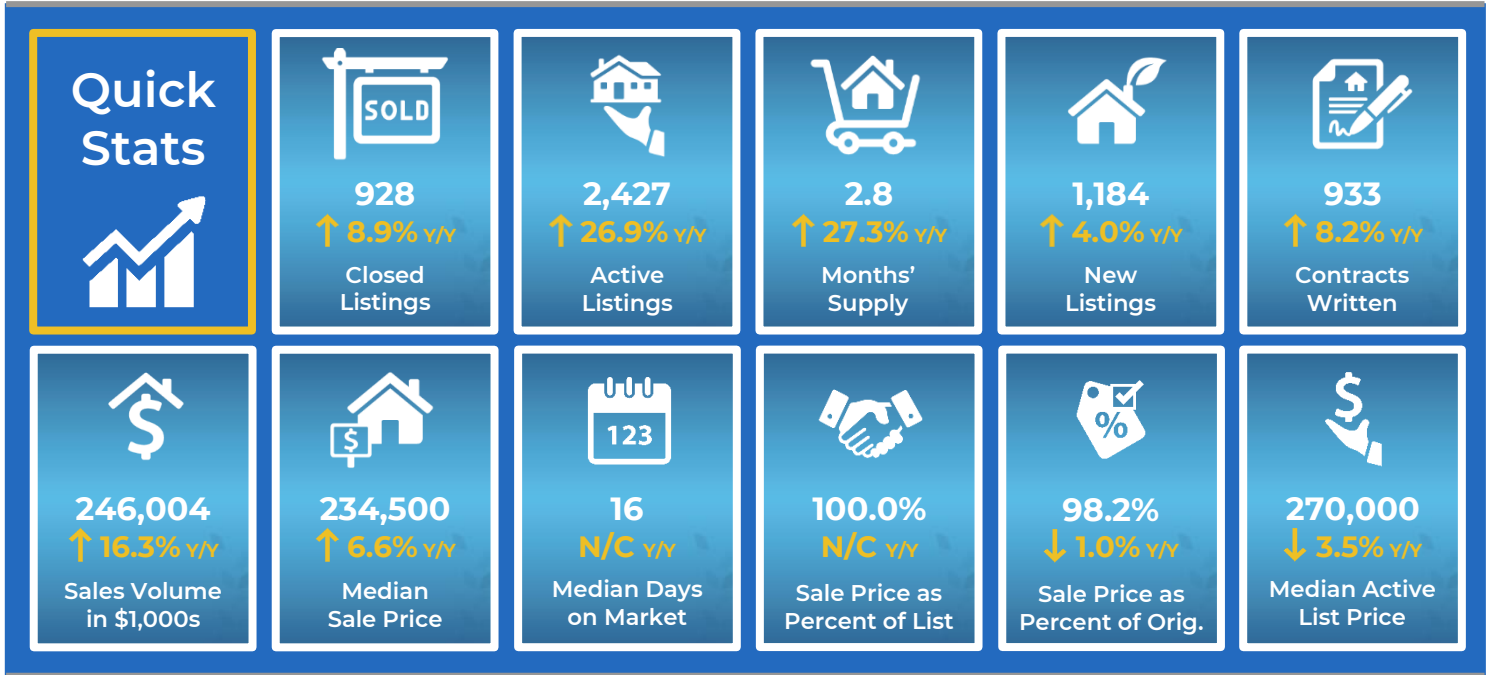 Quick
Stats
SOLD
928
↑ 8.9% Y/Y
Closed
Listings
2,427
↑ 26.9% Y/Y
Active
Listings
2.8
↑ 27.3% Y/Y
Months’
Supply
1,184
↑ 4.0% Y/Y
New
Listings
933
↑ 8.2% Y/Y
Contracts
Written
$
246,004
↑ 16.3% Y/Y
Sales Volume
in $1,000s
$
234,500
↑ 6.6% Y/Y
Median
Sale Price
123
16
N/C Y/Y
Median Days
on Market
100.0%
N/C Y/Y
Sale Price as
Percent of List
%
98.2%
↓ 1.0% Y/Y
Sale Price as
Percent of Orig.
$
270,000
↓ 3.5% Y/Y
Median Active
List Price